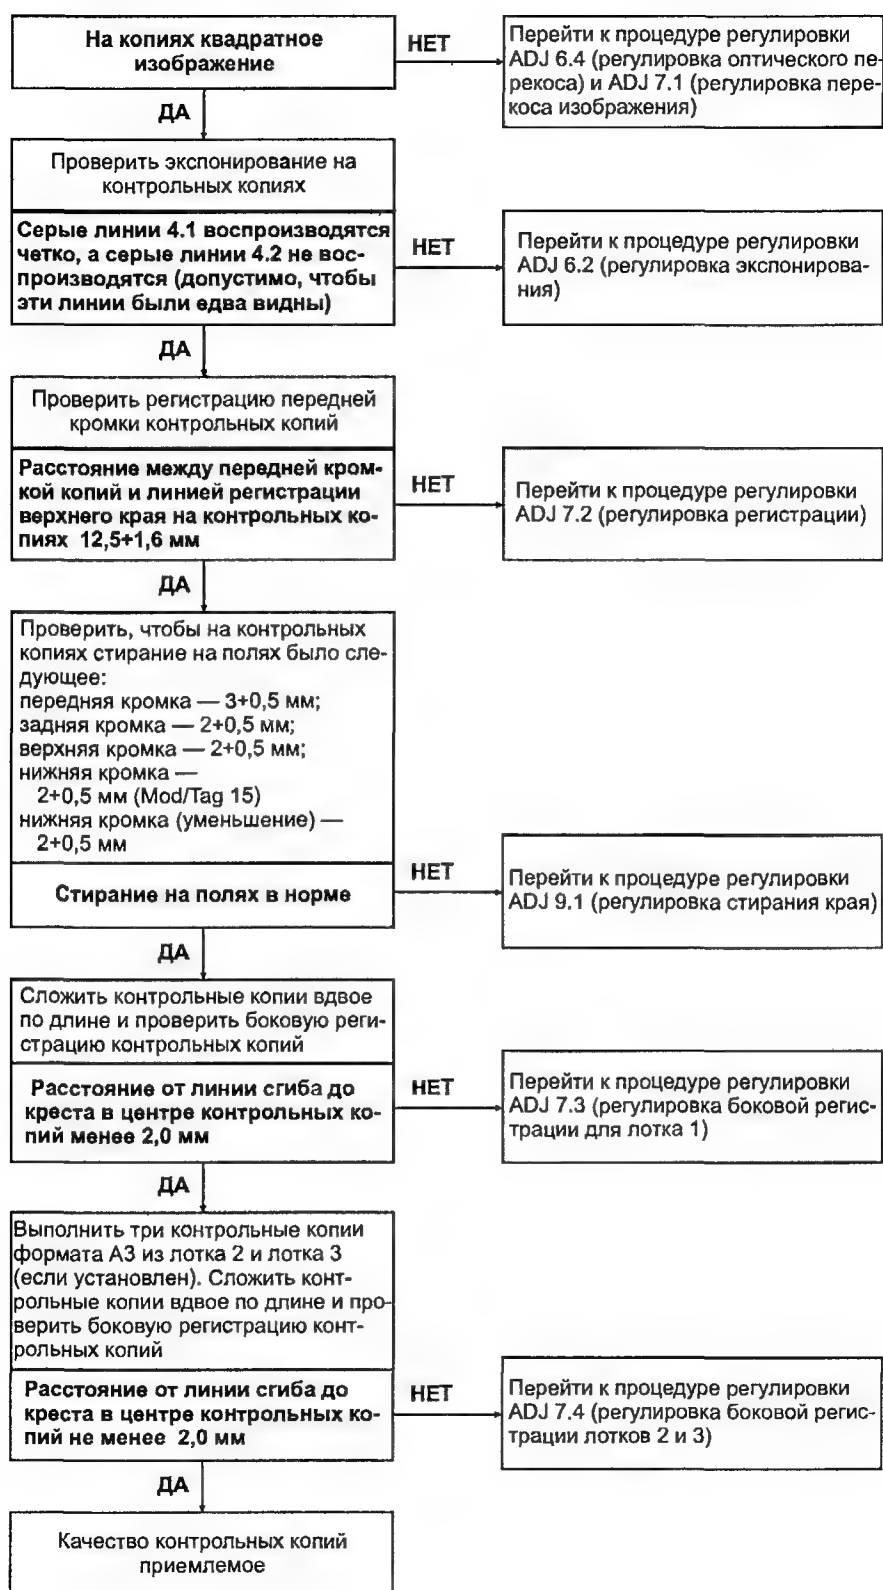 На копиях квадратное
изображение
НЕТ
Перейти к процедуре регулировки
ADJ 6.4 (регулировка оптического пе-
рекоса) и ADJ 7.1 (регулировка пере-
коса изображения)
ДА
Проверить экспонирование на
контрольных копиях
Серые линии 4.1 воспроизводятся
четко, а серые линии 4.2 не вос-
производятся (допустимо, чтобы
эти линии были едва видны)
НЕТ
Перейти к процедуре регулировки
ADJ 6.2 (регулировка экспонирова-
ния)
ДА
Проверить регистрацию передней
кромки контрольных копий
Расстояние между передней кром-
кой копий и линией регистрации
верхнего края на контрольных ко-
пиях 12,5+1,6 мм
НЕТ
Перейти к процедуре регулировки
ADJ 7.2 (регулировка регистрации)
ДА
Проверить, чтобы на контрольных
копиях стирание на полях было сле-
дующее:
передняя кромка — 3+0,5 мм;
задняя кромка — 2+0,5 мм;
верхняя кромка — 2+0,5 мм;
нижняя кромка —
2+0,5 мм (Mod/Tag 15)
нижняя кромка (уменьшение) —
2+0,5 мм
Стирание на полях в норме
НЕТ
Перейти к процедуре регулировки
ADJ 9.1 (регулировка стирания края)
ДА
Сложить контрольные копии вдвое
по длине и проверить боковую реги-
страцию контрольных копий
Расстояние от линии сгиба до
креста в центре контрольных ко-
пий менее 2,0 мм
НЕТ
Перейти к процедуре регулировки
ADJ 7.3 (регулировка боковой регис-
трации для лотка 1)
ДА
Выполнить три контрольные копии
формата А3 из лотка 2 и лотка 3
(если установлен). Сложить конт-
рольные копии вдвое по длине и про-
верить боковую регистрацию конт-
рольных копий
Расстояние от линии сгиба до
креста в центре контрольных ко-
пий не менее 2,0 мм
НЕТ
Перейти к процедуре регулировки
ADJ 7.4 (регулировка боковой регис-
трации лотков 2 и 3)
ДА
Качество контрольных копий
приемлемое